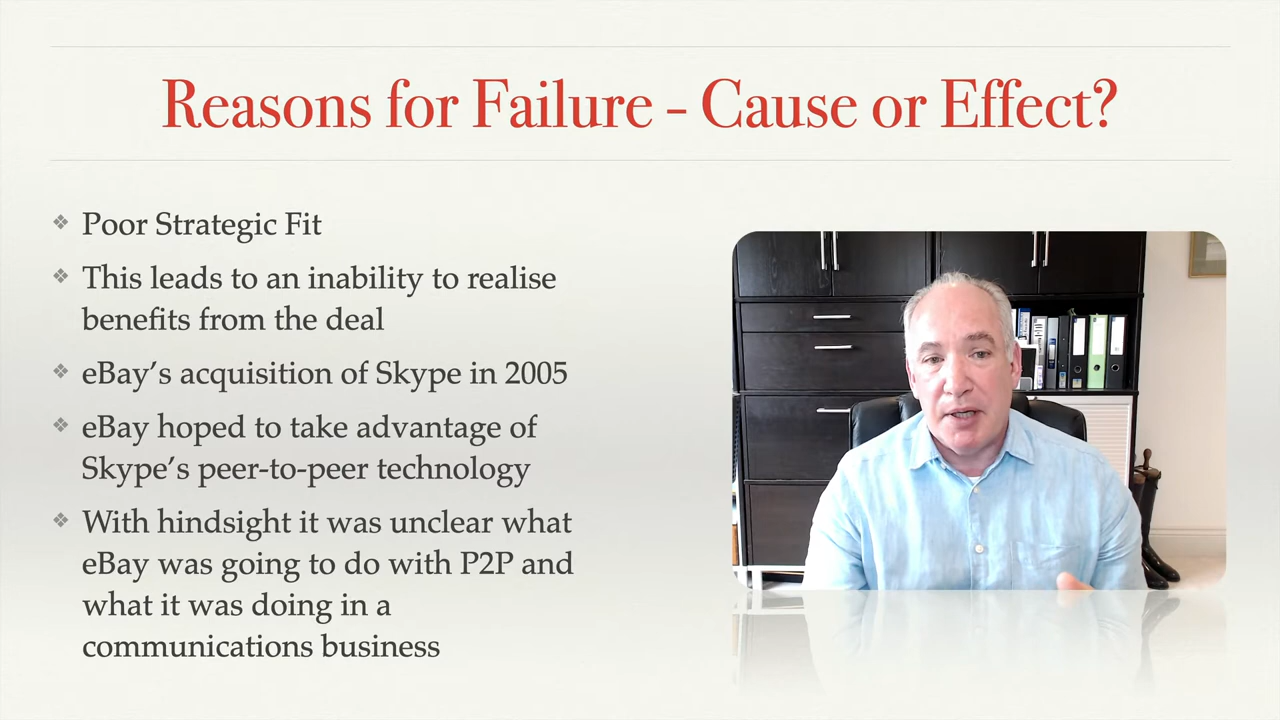 Reasons for Failure – Cause or Effect?
Poor Strategic Fit
This leads to an inability to realise
benefits from the deal
eBay’s acquisition of Skype in 2005
eBay hoped to take advantage of
Skype’s peer-to-peer technology
With hindsight it was unclear what
eBay was going to do with P2P and
what it was doing in a
communications business